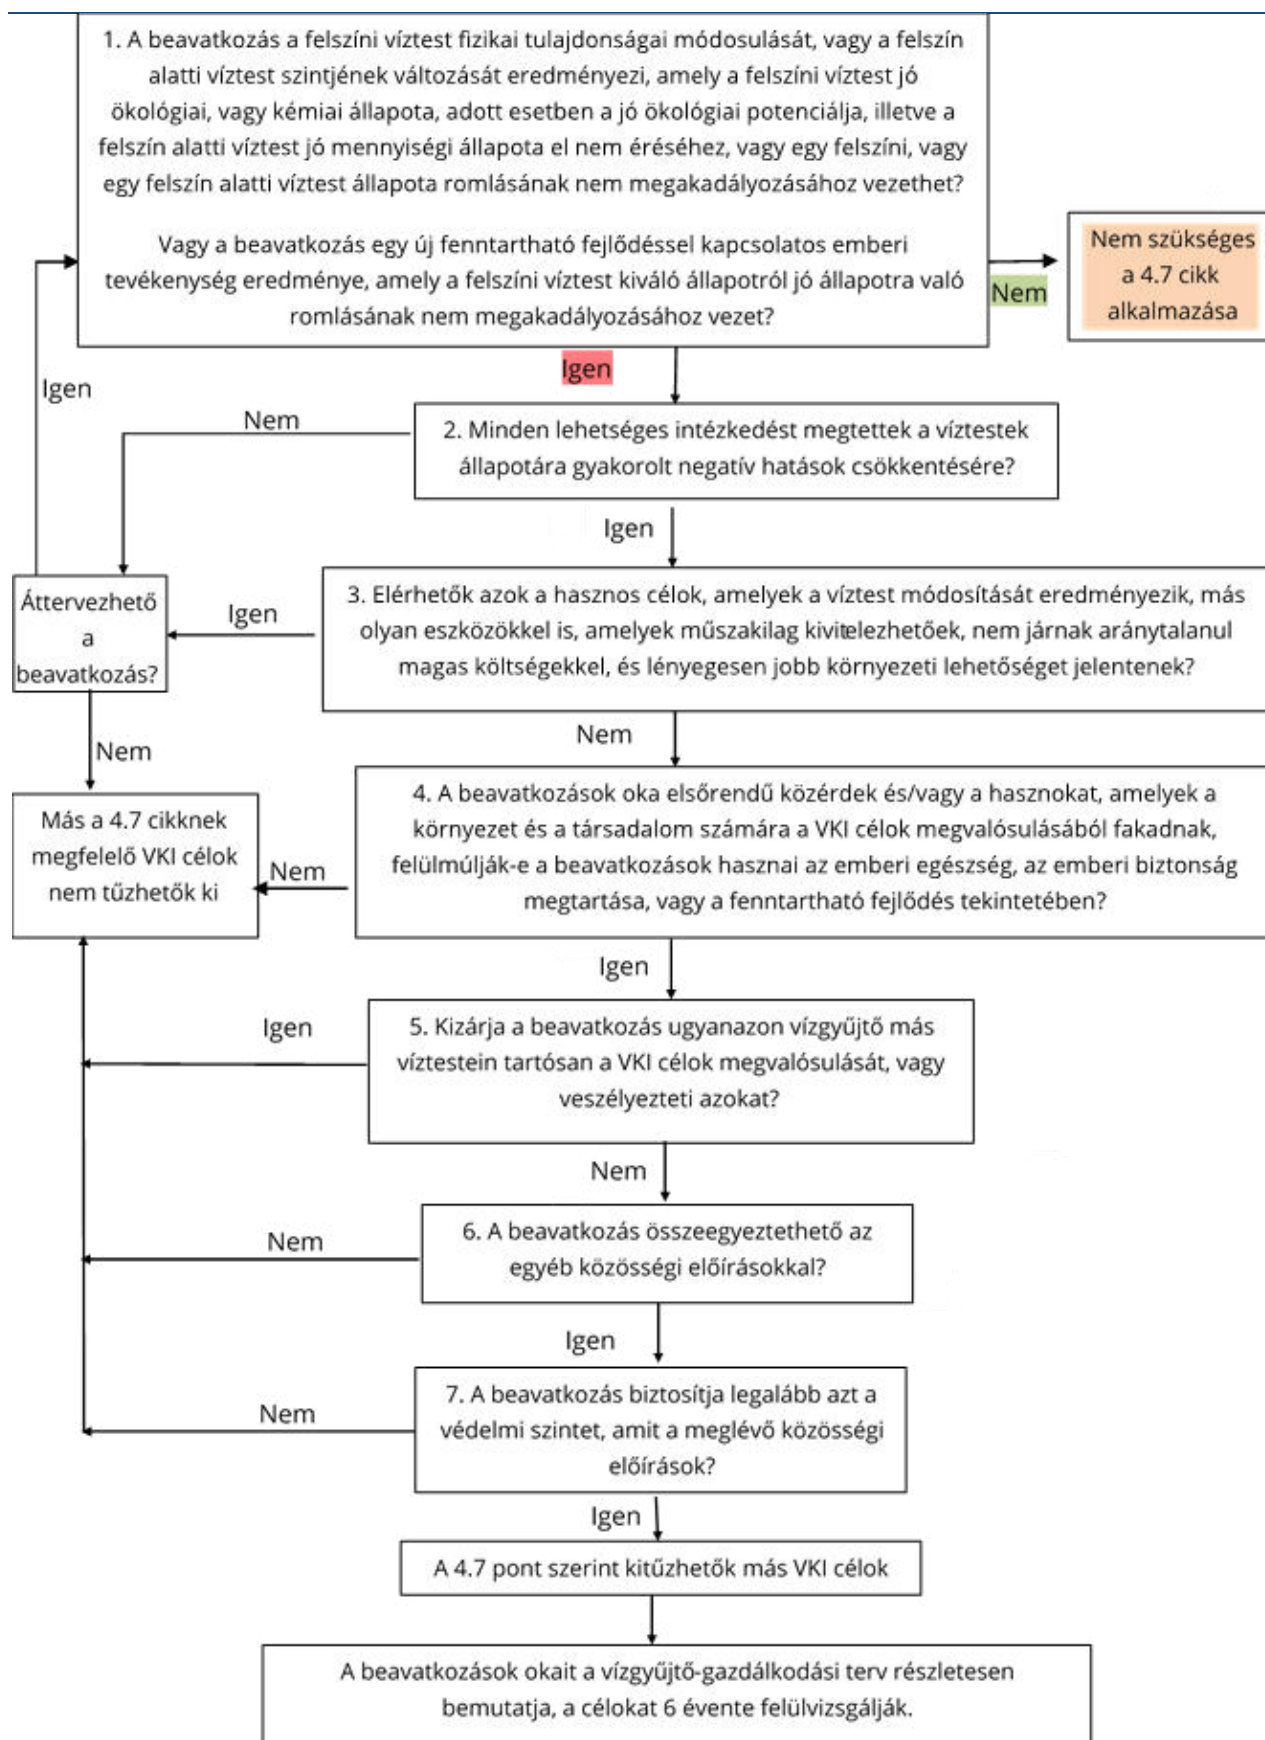 1. A beavatkozás a felszíni víztest fizikai tulajdonságai módosulását, vagy a felszín
alatti víztest szintjének változását eredményezi, amely a felszíni víztest jó
ökológiai, vagy kémiai állapota, adott esetben a jó ökológiai potenciálja, illetve a
felszín alatti víztest jó mennyiségi állapota el nem éréséhez, vagy egy felszíni, vagy
egy felszín alatti víztest állapota romlásának nem megakadályozásához vezethet?
Vagy a beavatkozás egy új fenntartható fejlődéssel kapcsolatos emberi
tevékenység eredménye, amely a felszíni víztest kiváló állapotról jó állapotra való
romlásának nem megakadályozásához vezet?
Nem
Nem szükséges
a 4.7 cikk
alkalmazása
Igen
Igen
Nem
2. Minden lehetséges intézkedést megtettek a víztestek
állapotára gyakorolt negatív hatások csökkentésére?
Igen
Áttervezhető
a
beavatkozás?
Igen
3. Elérhetők azok a hasznos célok, amelyek a víztest módosítását eredményezik, más
olyan eszközökkel is, amelyek műszakilag kivitelezhetőek, nem járnak aránytalanul
magas költségekkel, és lényegesen jobb környezeti lehetőséget jelentenek?
Nem
Nem
Más a 4.7 cikknek
megfelelő VKI célok
nem tűzhetők ki
Nem
4. A beavatkozások oka elsőrendű közérdek és/vagy a hasznokat, amelyek a
környezet és a társadalom számára a VKI célok megvalósulásából fakadnak,
felülmúlják-e a beavatkozások hasznai az emberi egészség, az emberi biztonság
megtartása, vagy a fenntartható fejlődés tekintetében?
Igen
Igen
5. Kizárja a beavatkozás ugyanazon vízgyűjtő más
víztestein tartósan a VKI célok megvalósulását, vagy
veszélyezteti azokat?
Nem
Nem
6. A beavatkozás összeegyeztethető az
egyéb közösségi előírásokkal?
Igen
Nem
7. A beavatkozás biztosítja legalább azt a
védelmi szintet, amit a meglévő közösségi
előírások?
Igen
A 4.7 pont szerint kitűzhetők más VKI célok
A beavatkozások okait a vízgyűjtő-gazdálkodási terv részletesen
bemutatja, a célokat 6 évente felülvizsgálják.